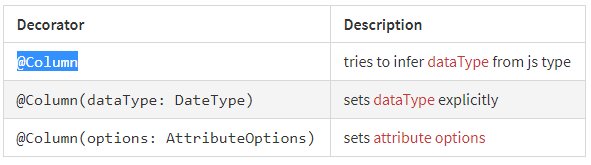 Decorator Description
@Column tries to infer dataType from js type
@Column(dataType: DateType) sets dataType explicitly
@Column(options: AttributeOptions) sets attribute options